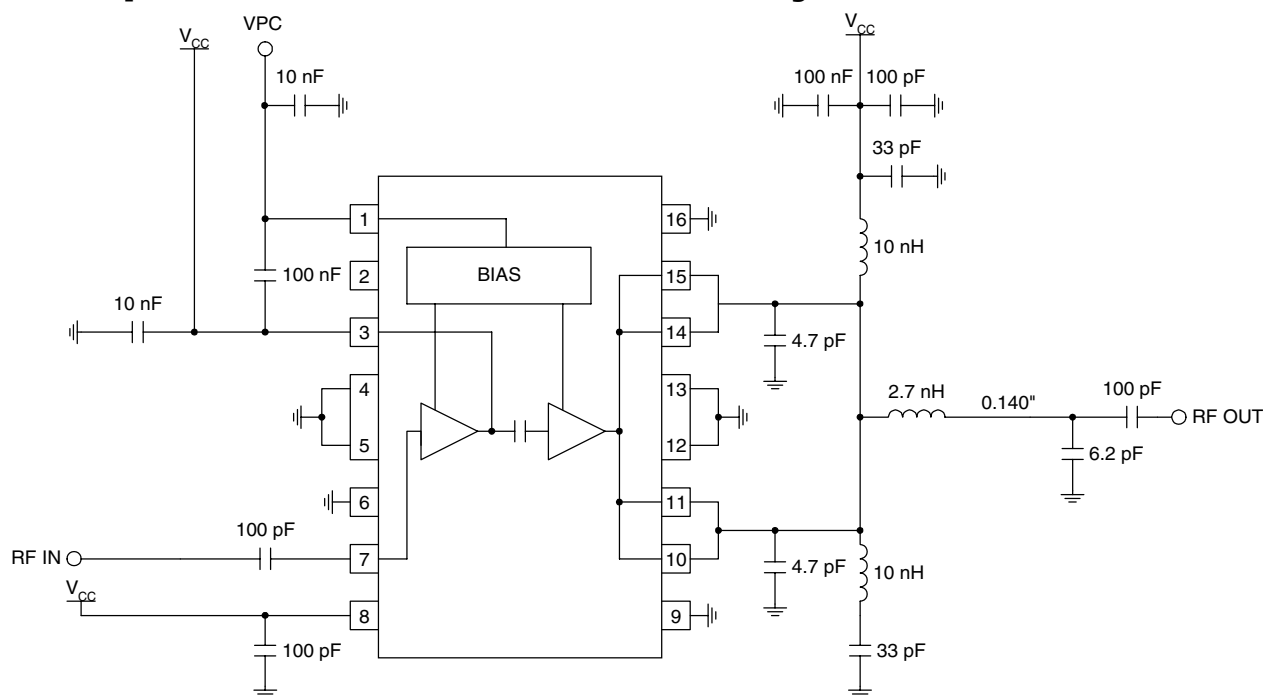 VCC
VPC
10 nF
VCC
100 nF
100 pF
33 pF
1
16
10 nH
2
100 nF
BIAS
15
10 nF
3
14
4.7 pF
4
13
2.7 nH
0.140"
100 pF
RF OUT
5
12
6.2 pF
6
11
100 pF
RF IN
7
10
4.7 pF
10 nH
VCC
8
9
100 pF
33 pF